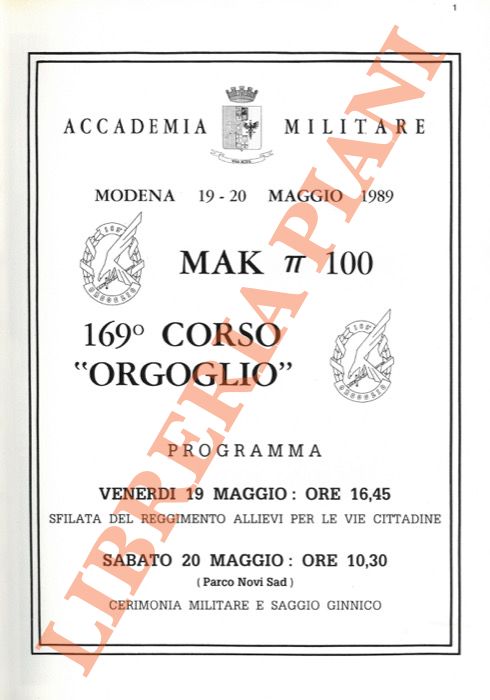 1
ACCADEMIA MILITARE
MODENA 19-20 MAGGIO 1989
MAK π 100
169° CORSO
"ORGOGLIO"
PROGRAMMA
VENERDI 19 MAGGIO: ORE 16,45
SFILATA DEL REGGIMENTO ALLIEVI PER LE VIE CITTADINE
SABATO 20 MAGGIO: ORE 10,30
(Parco Novi Sad)
CERIMONIA MILITARE E SAGGIO GINNICO
LIBRERIA PIANI